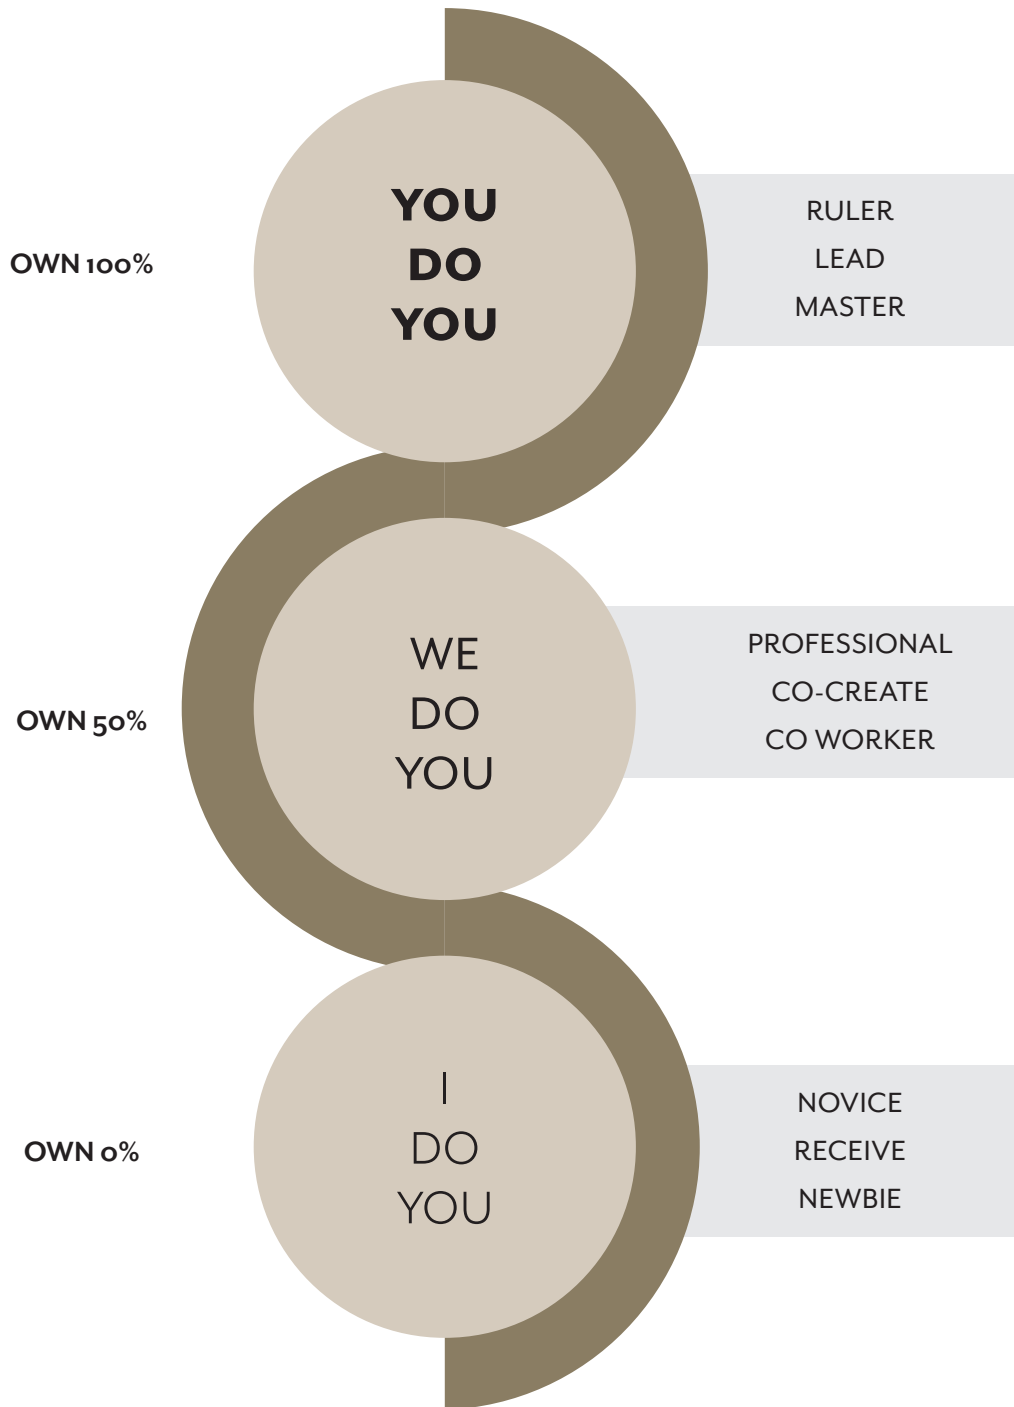 OWN 100%
YOU
DO
YOU
RULER
LEAD
MASTER
OWN 50%
WE
DO
YOU
PROFESSIONAL
CO-CREATE
CO WORKER
OWN 0%
I
DO
YOU
NOVICE
RECEIVE
NEWBIE